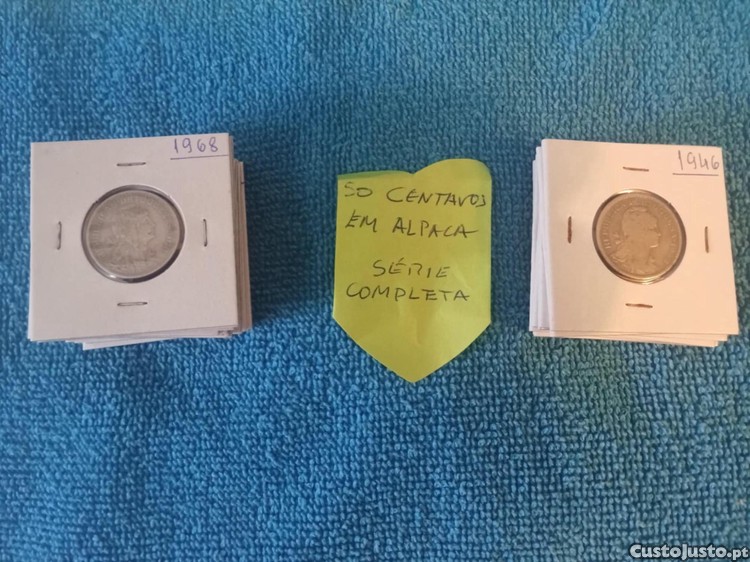 1968
50 CENTAVOS
EM ALPACA
SÉRIE
COMPLETA
1946
CustoJusto.pt